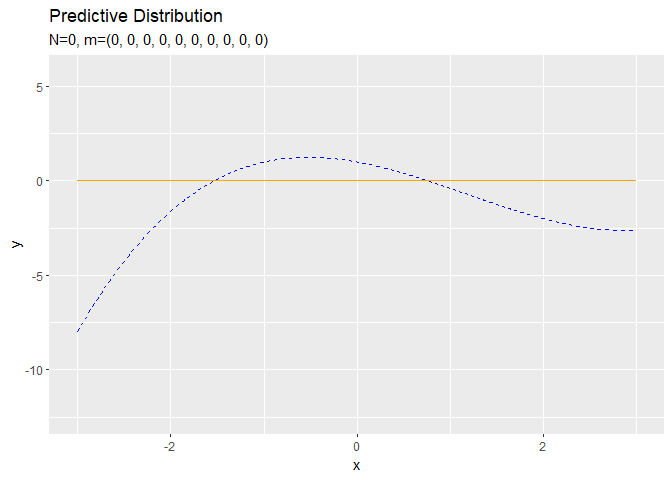 Predictive Distribution
N=0, m=(0, 0, 0, 0, 0, 0, 0, 0, 0, 0)
5
0
-5
-10
y
-2
0
2
x